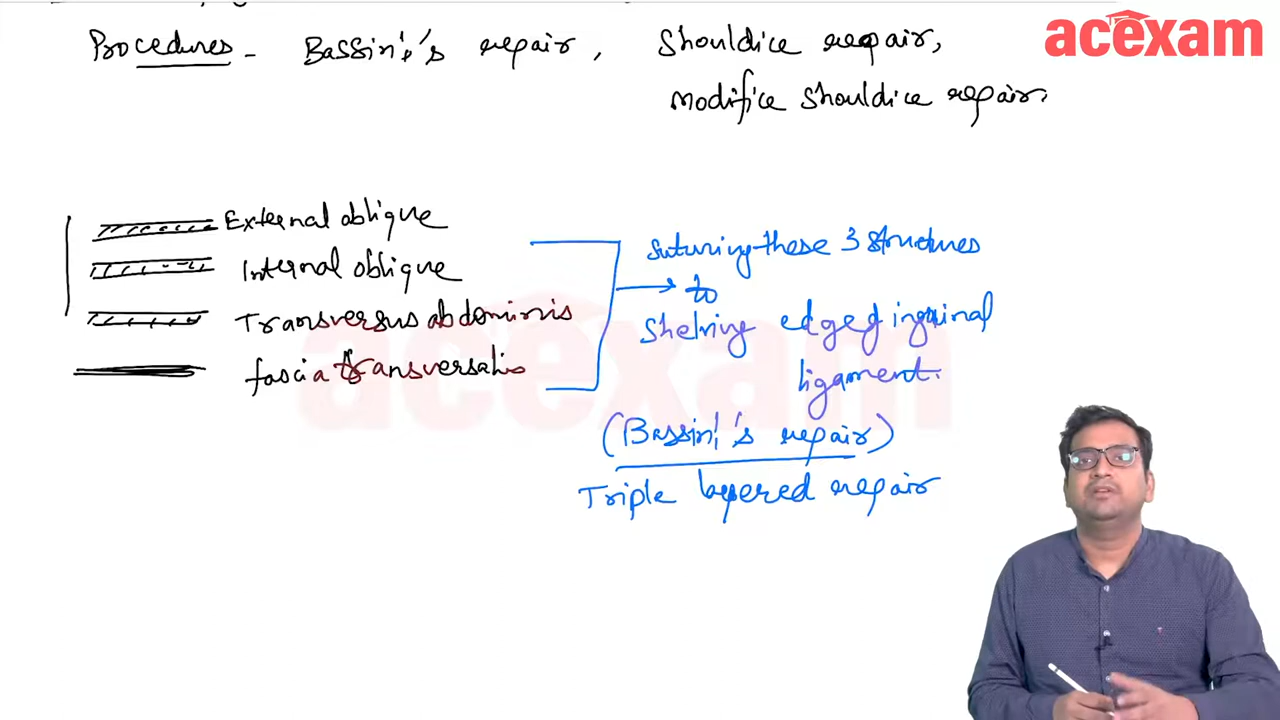 acexam
Procedures - Bassini's repair, Shouldice repair,
modifice Shouldice repair.
External oblique
Internal oblique
Transversus abdominis
fascia transversalis
Suturing these 3 structures
to
Shelving edge of inguinal
ligament.
(Bassini's repair)
Triple layered repair
acexam